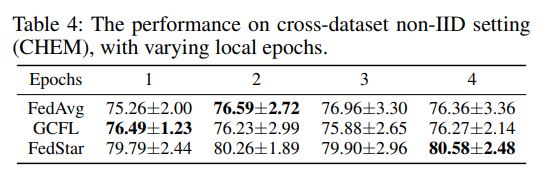 Table 4: The performance on cross-dataset non-IID setting
(CHEM), with varying local epochs.
Epochs 1 2 3 4
FedAvg 75.26±2.00 76.59±2.72 76.96±3.30 76.36±3.36
GCFL 76.49±1.23 76.23±2.99 75.88±2.65 76.27±2.14
FedStar 79.79±2.44 80.26±1.89 79.90±2.96 80.58±2.48